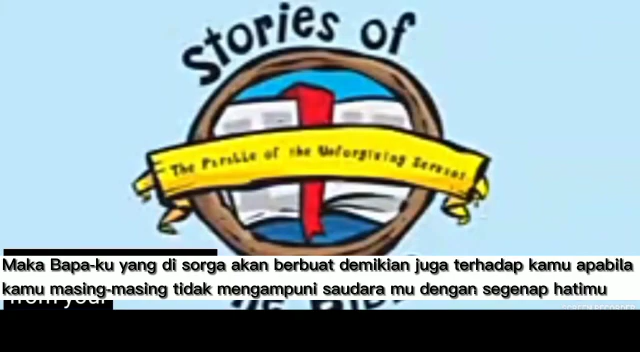 Stories of
The Parable of the Unforgiving Servant
Maka Bapa-ku yang di sorga akan berbuat demikian juga terhadap kamu apabila
kamu masing-masing tidak mengampuni saudara mu dengan segenap hatimu
from your